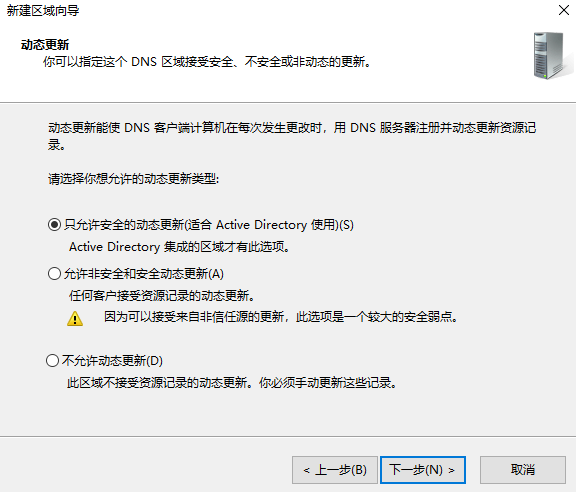 新建区域向导
动态更新
你可以指定这个 DNS 区域接受安全、不安全或非动态的更新。
动态更新能使 DNS 客户端计算机在每次发生更改时，用 DNS 服务器注册并动态更新资源记
录。
请选择你想允许的动态更新类型:
只允许安全的动态更新(适合 Active Directory 使用)(S)
Active Directory 集成的区域才有此选项。
允许非安全和安全动态更新(A)
任何客户接受资源记录的动态更新。
因为可以接受来自非信任源的更新，此选项是一个较大的安全弱点。
不允许动态更新(D)
此区域不接受资源记录的动态更新。你必须手动更新这些记录。
< 上一步(B) 下一步(N) > 取消